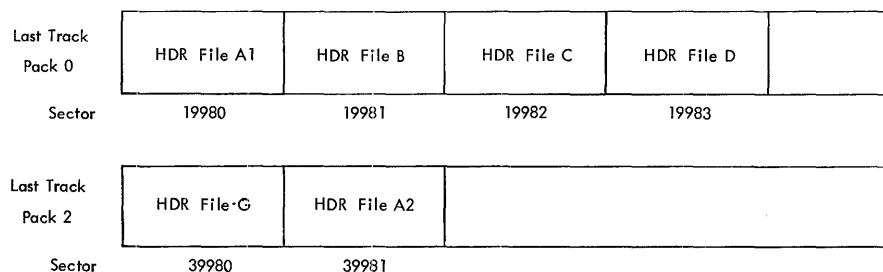 Last Track
Pack 0
HDR File A1 HDR File B HDR File C HDR File D
Sector 19980 19981 19982 19983
Last Track
Pack 2
HDR File-G HDR File A2
Sector 39980 39981